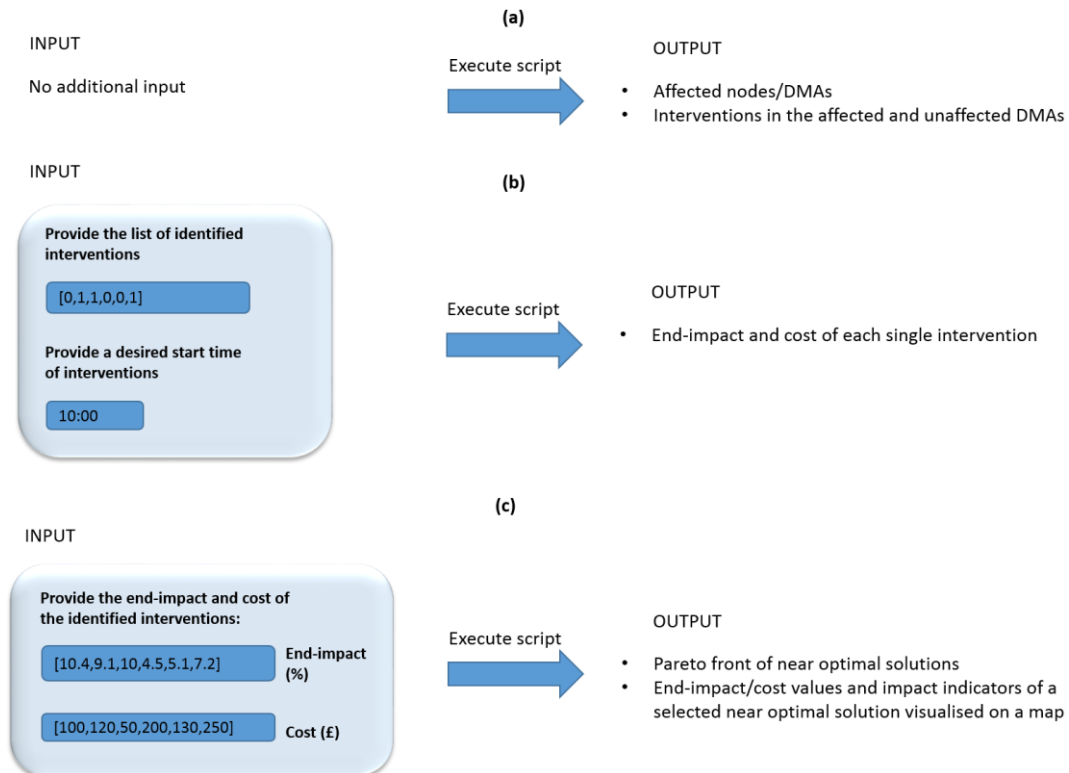 (a)
INPUT
OUTPUT
No additional input
Execute script
• Affected nodes/DMAs
• Interventions in the affected and unaffected DMAs
INPUT
(b)
Provide the list of identified
interventions
[0,1,1,0,0,1]
Provide a desired start time
of interventions
10:00
Execute script
OUTPUT
• End-impact and cost of each single intervention
(c)
INPUT
Provide the end-impact and cost of
the identified interventions:
[10.4,9.1,10,4.5,5.1,7.2]
End-impact
(%)
[100,120,50,200,130,250]
Cost (£)
Execute script
OUTPUT
• Pareto front of near optimal solutions
• End-impact/cost values and impact indicators of a
selected near optimal solution visualised on a map